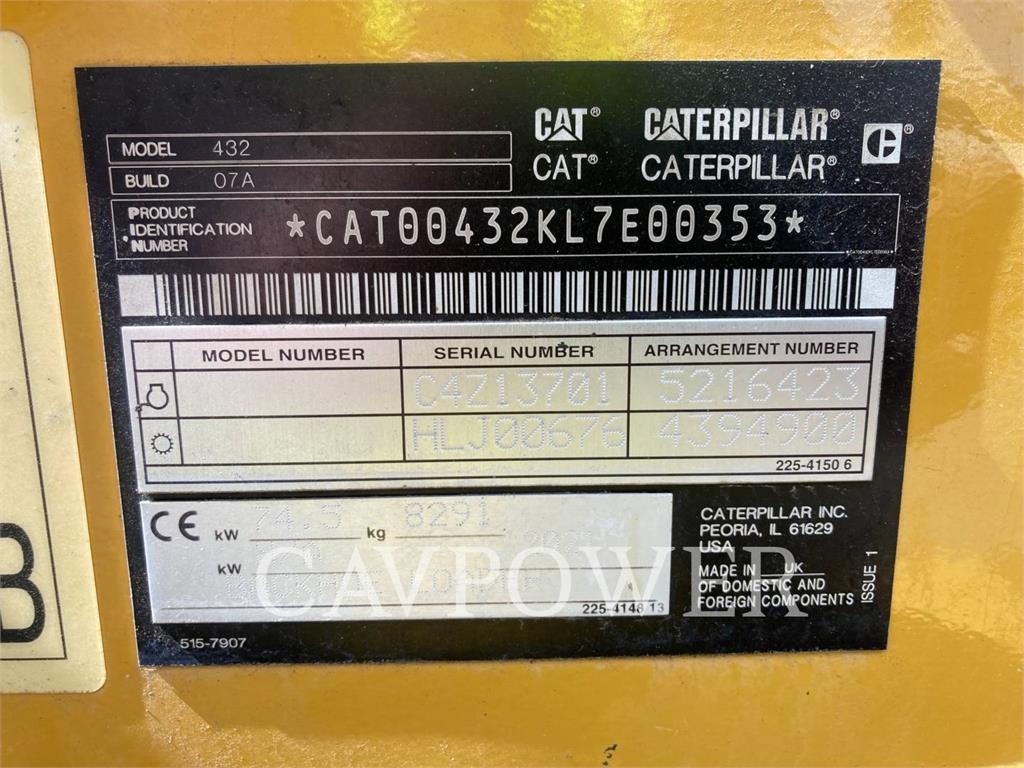 CAT® CATERPILLAR®
CAT® CATERPILLAR®
MODEL 432
BUILD 07A
PRODUCT IDENTIFICATION NUMBER *CAT00432KL7E00353*
MODEL NUMBER SERIAL NUMBER ARRANGEMENT NUMBER
C4Z13701 5216423
HLJ00676 4394900
225-4150 6
CE kW 74.5 kg 8291
kW
225-4148 13
515-7907
CATERPILLAR INC.
PEORIA, IL 61629
USA
MADE IN UK
OF DOMESTIC AND
FOREIGN COMPONENTS
ISSUE 1
CAVPOWER
B